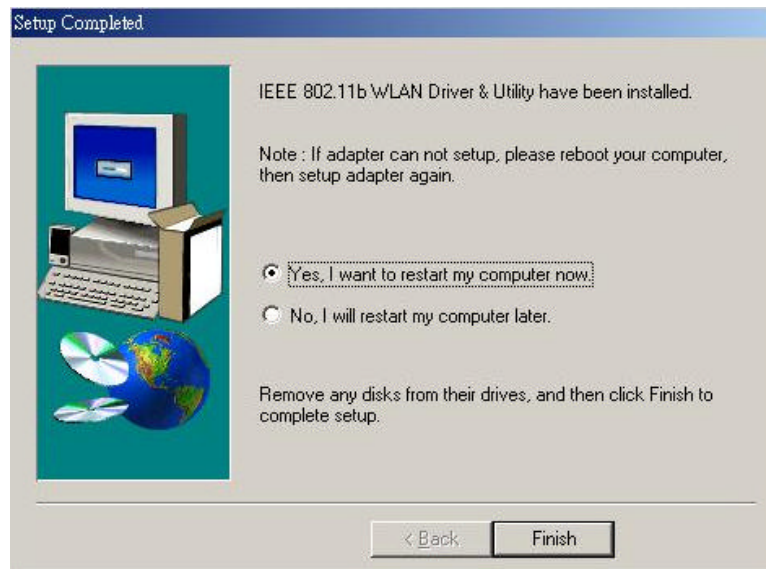 Setup Completed
IEEE 802.11b WLAN Driver & Utility have been installed.
Note : If adapter can not setup, please reboot your computer,
then setup adapter again.
Yes, I want to restart my computer now.
No, I will restart my computer later.
Remove any disks from their drives, and then click Finish to
complete setup.
< Back
Finish